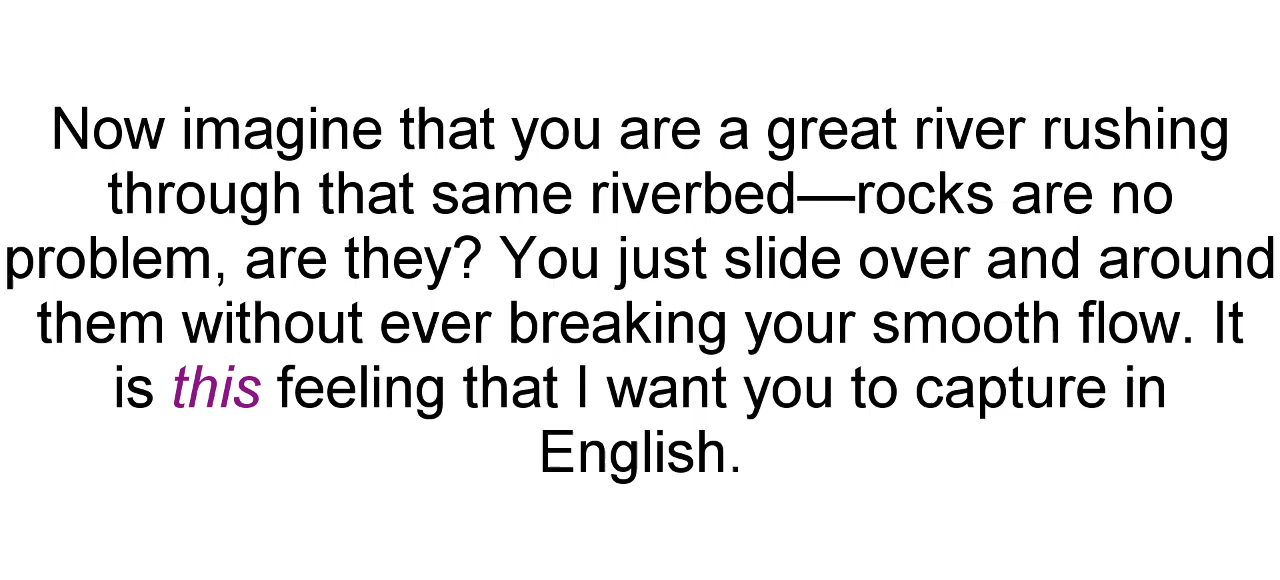 Now imagine that you are a great river rushing
through that same riverbed—rocks are no
problem, are they? You just slide over and around
them without ever breaking your smooth flow. It
is this feeling that I want you to capture in
English.